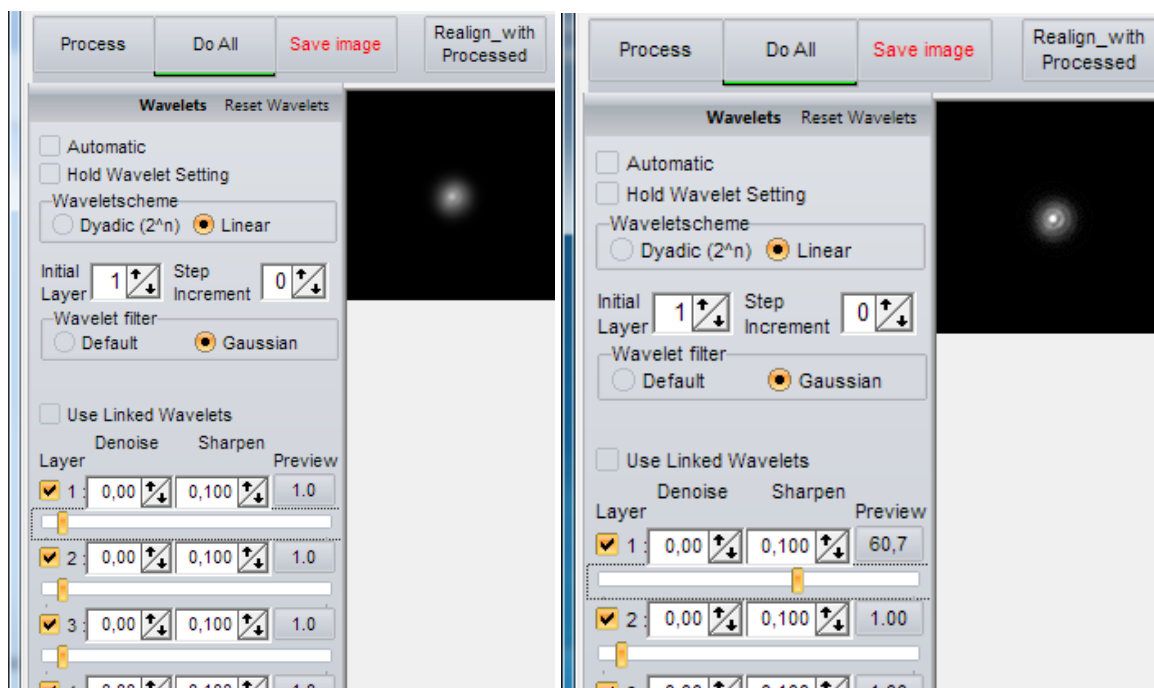 Process Do All Save image Realign_with
Processed
Wavelets Reset Wavelets
Automatic
Hold Wavelet Setting
Waveletscheme
Dyadic (2^n) Linear
Initial Step
Layer 1 Increment 0
Wavelet filter
Default Gaussian
Use Linked Wavelets
Denoise Sharpen
Layer Preview
1 : 0,00 0,100 1.0
2 : 0,00 0,100 1.0
3 : 0,00 0,100 1.0
Process Do All Save image Realign_with
Processed
Wavelets Reset Wavelets
Automatic
Hold Wavelet Setting
Waveletscheme
Dyadic (2^n) Linear
Initial Step
Layer 1 Increment 0
Wavelet filter
Default Gaussian
Use Linked Wavelets
Denoise Sharpen
Layer Preview
1 : 0,00 0,100 60,7
2 : 0,00 0,100 1.00